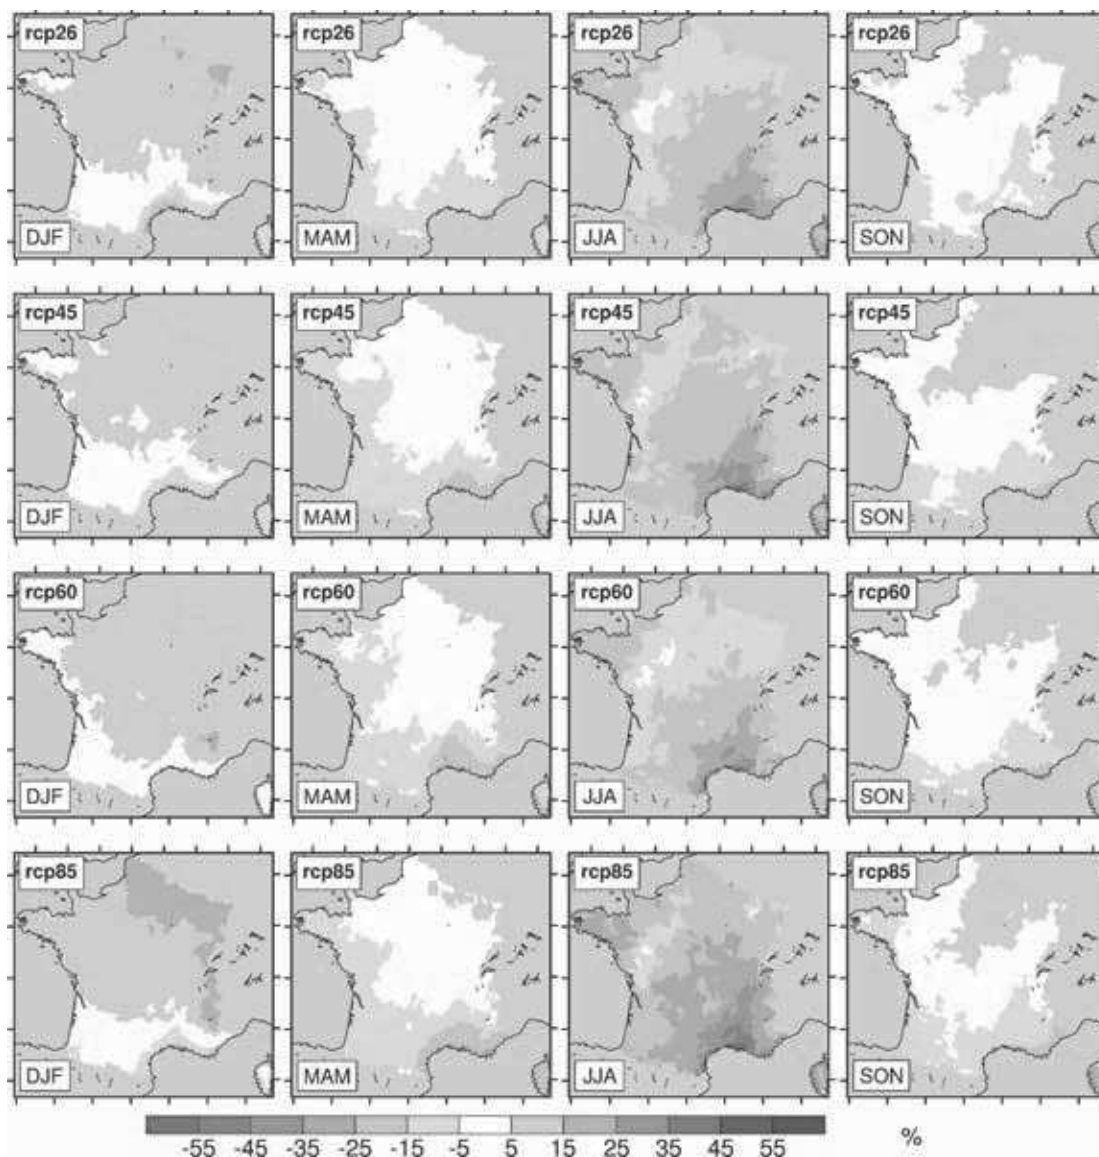 rcp26 rcp26 rcp26 rcp26
DJF MAM JJA SON
rcp45 rcp45 rcp45 rcp45
DJF MAM JJA SON
rcp60 rcp60 rcp60 rcp60
DJF MAM JJA SON
rcp85 rcp85 rcp85 rcp85
DJF MAM JJA SON
-55 -45 -35 -25 -15 -5 5 15 25 35 45 55 %